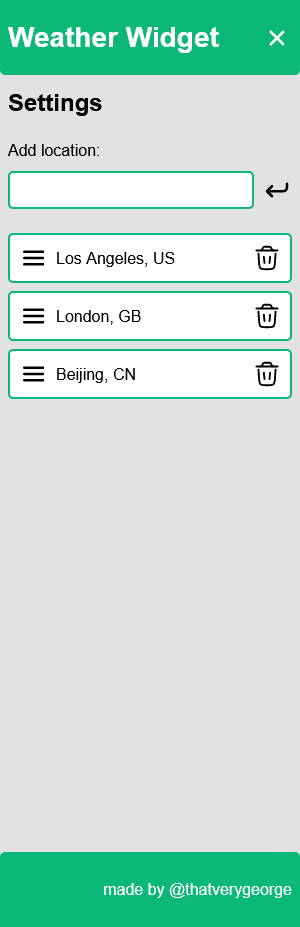 Weather Widget
Settings
Add location:
Los Angeles, US
London, GB
Beijing, CN
made by @thatverygeorge